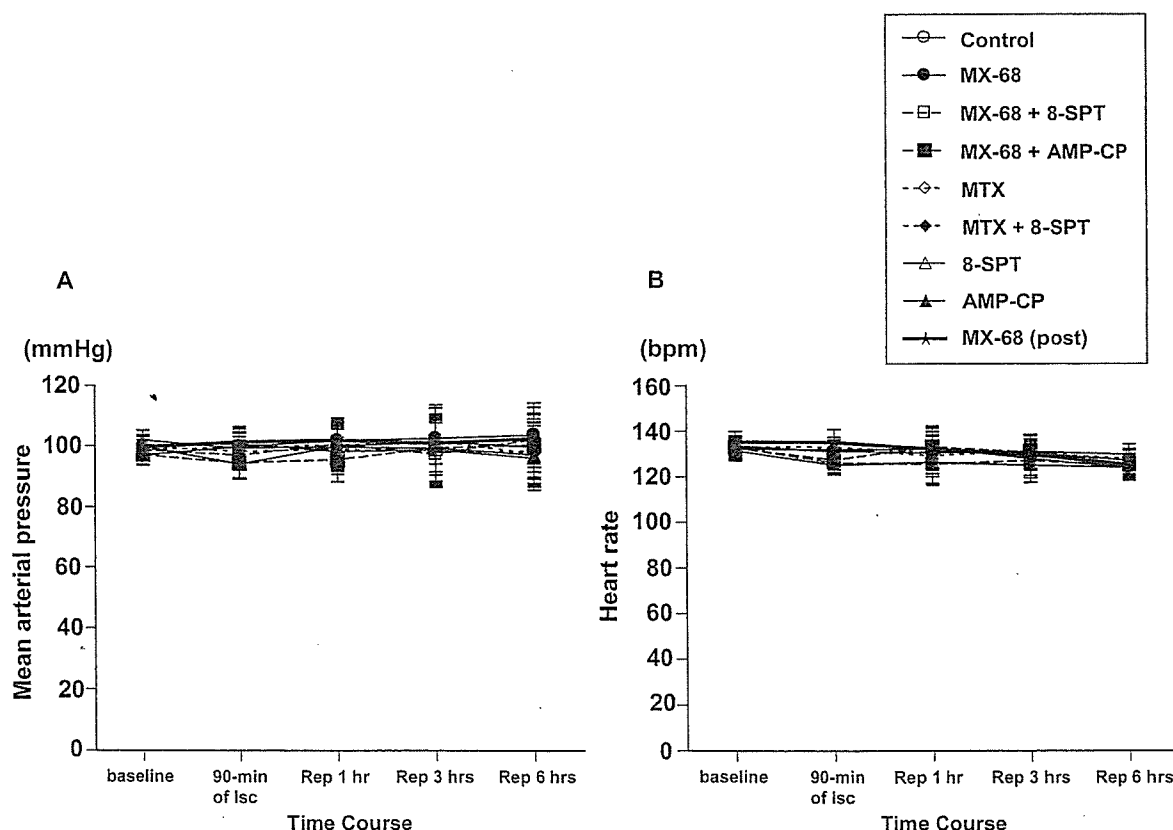 Control
MX-68
MX-68 + 8-SPT
MX-68 + AMP-CP
MTX
MTX + 8-SPT
8-SPT
AMP-CP
MX-68 (post)
A
(mmHg)
120
100
80
60
40
20
0
Mean arterial pressure
baseline
90-min
of Isc
Rep 1 hr
Rep 3 hrs
Rep 6 hrs
Time Course
B
(bpm)
160
140
120
100
80
60
40
20
0
Heart rate
baseline
90-min
of Isc
Rep 1 hr
Rep 3 hrs
Rep 6 hrs
Time Course